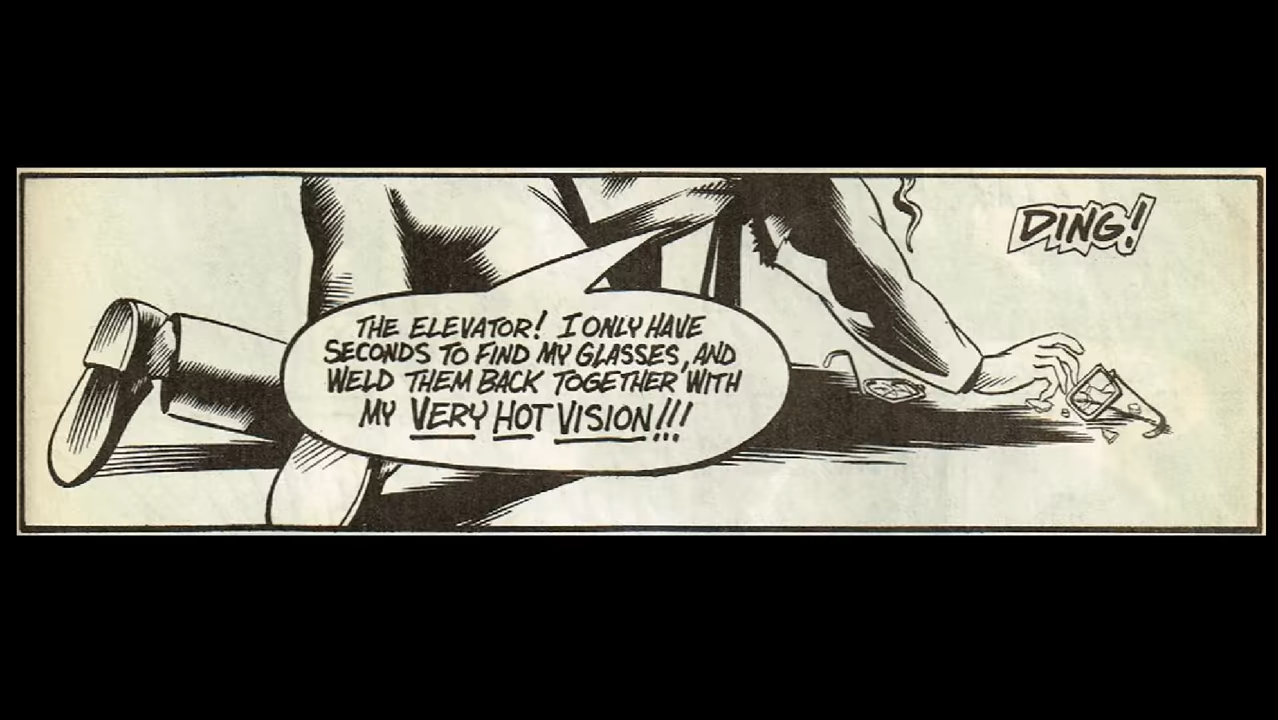 THE ELEVATOR! I ONLY HAVE
SECONDS TO FIND MY GLASSES, AND
WELD THEM BACK TOGETHER WITH
MY VERY HOT VISION!!!
DING!